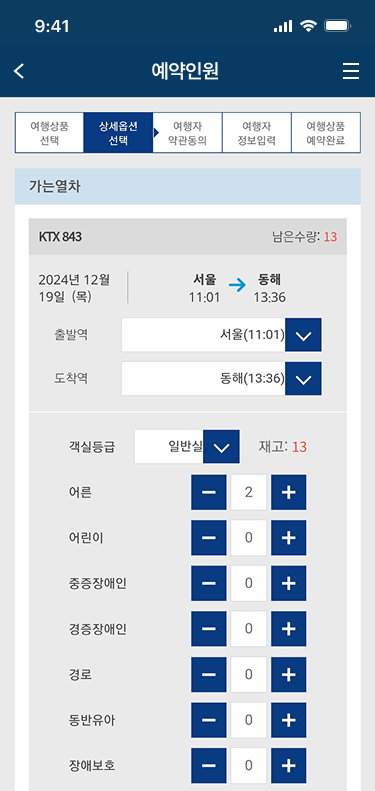 9:41
예약인원
여행상품 선택
상세옵션 선택
여행자 약관동의
여행자 정보입력
여행상품 예약완료
가는열차
KTX 843 남은수량: 13
2024년 12월 19일 (목)
서울 11:01
동해 13:36
출발역 서울(11:01)
도착역 동해(13:36)
객실등급 일반실 재고: 13
어른 2
어린이 0
중증장애인 0
경증장애인 0
경로 0
동반유아 0
장애보호 0